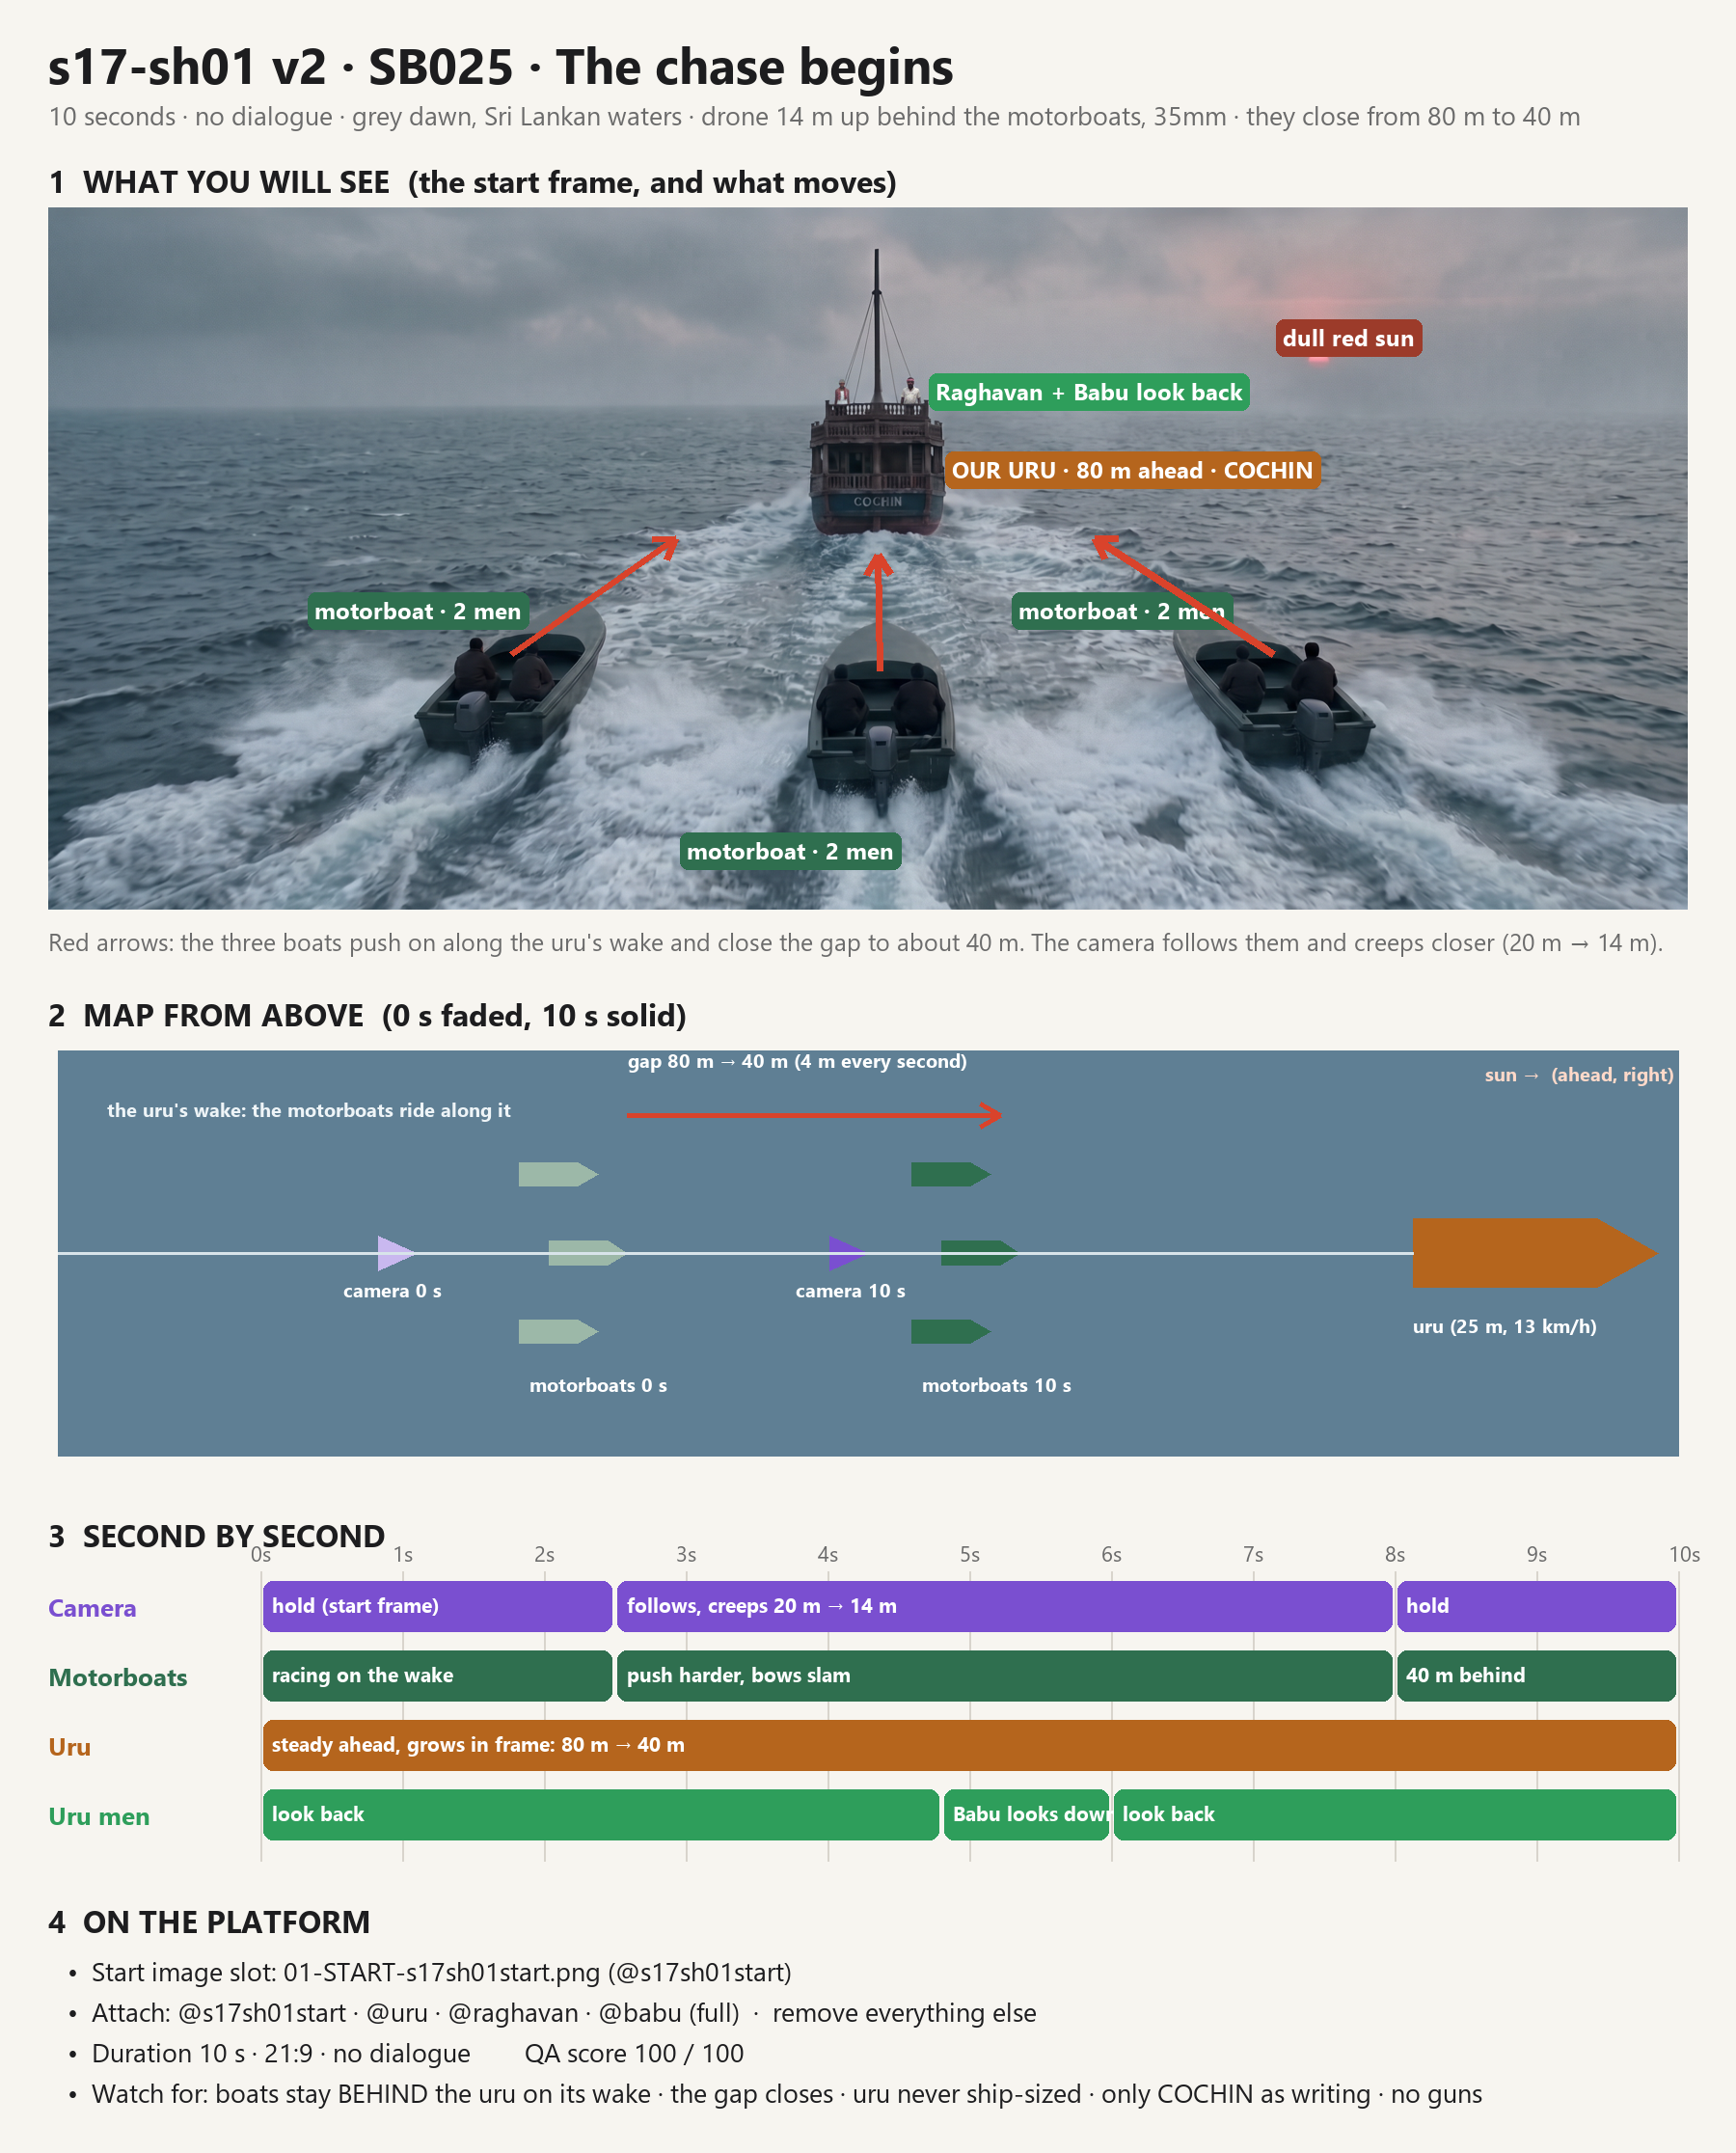 s17-sh01 v2 · SB025 · The chase begins
10 seconds · no dialogue · grey dawn, Sri Lankan waters · drone 14 m up behind the motorboats, 35mm · they close from 80 m to 40 m
1 WHAT YOU WILL SEE (the start frame, and what moves)
dull red sun
Raghavan + Babu look back
OUR URU · 80 m ahead · COCHIN
COCHIN
motorboat · 2 men
motorboat · 2 men
motorboat · 2 men
Red arrows: the three boats push on along the uru's wake and close the gap to about 40 m. The camera follows them and creeps closer (20 m → 14 m).
2 MAP FROM ABOVE (0 s faded, 10 s solid)
gap 80 m → 40 m (4 m every second)
sun → (ahead, right)
the uru's wake: the motorboats ride along it
camera 0 s
camera 10 s
uru (25 m, 13 km/h)
motorboats 0 s
motorboats 10 s
3 SECOND BY SECOND
0s 1s 2s 3s 4s 5s 6s 7s 8s 9s 10s
Camera
hold (start frame)
follows, creeps 20 m → 14 m
hold
Motorboats
racing on the wake
push harder, bows slam
40 m behind
Uru
steady ahead, grows in frame: 80 m → 40 m
Uru men
look back
Babu looks down
look back
4 ON THE PLATFORM
• Start image slot: 01-START-s17sh01start.png (@s17sh01start)
• Attach: @s17sh01start · @uru · @raghavan · @babu (full) · remove everything else
• Duration 10 s · 21:9 · no dialogue QA score 100 / 100
• Watch for: boats stay BEHIND the uru on its wake · the gap closes · uru never ship-sized · only COCHIN as writing · no guns